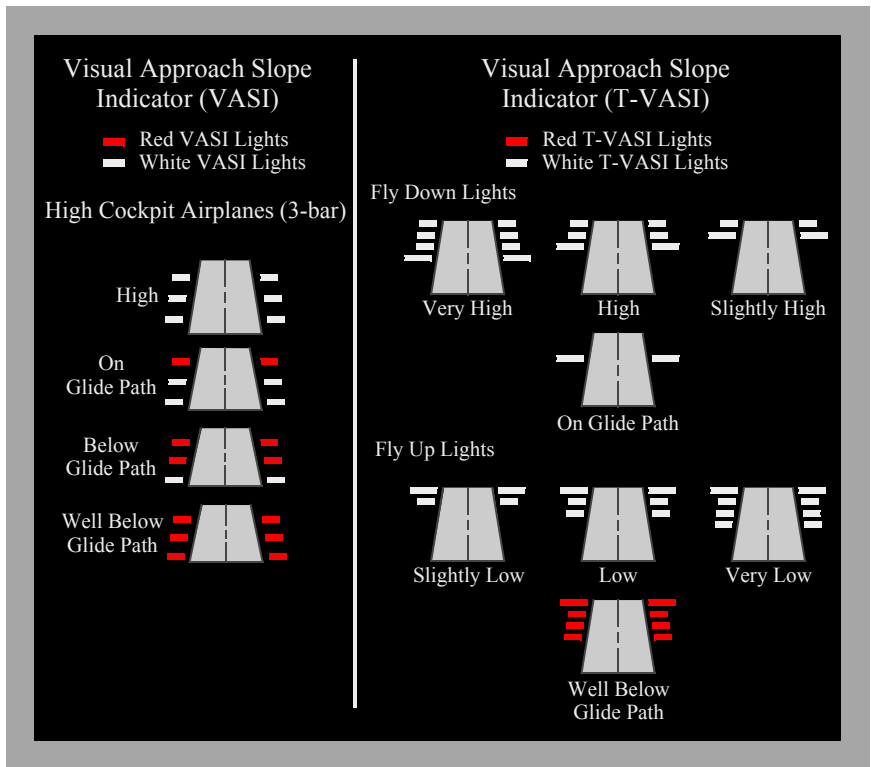 Visual Approach Slope
Indicator (VASI)
Red VASI Lights
White VASI Lights
High Cockpit Airplanes (3-bar)
High
On
Glide Path
Below
Glide Path
Well Below
Glide Path
Visual Approach Slope
Indicator (T-VASI)
Red T-VASI Lights
White T-VASI Lights
Fly Down Lights
Very High
High
Slightly High
On Glide Path
Fly Up Lights
Slightly Low
Low
Very Low
Well Below
Glide Path